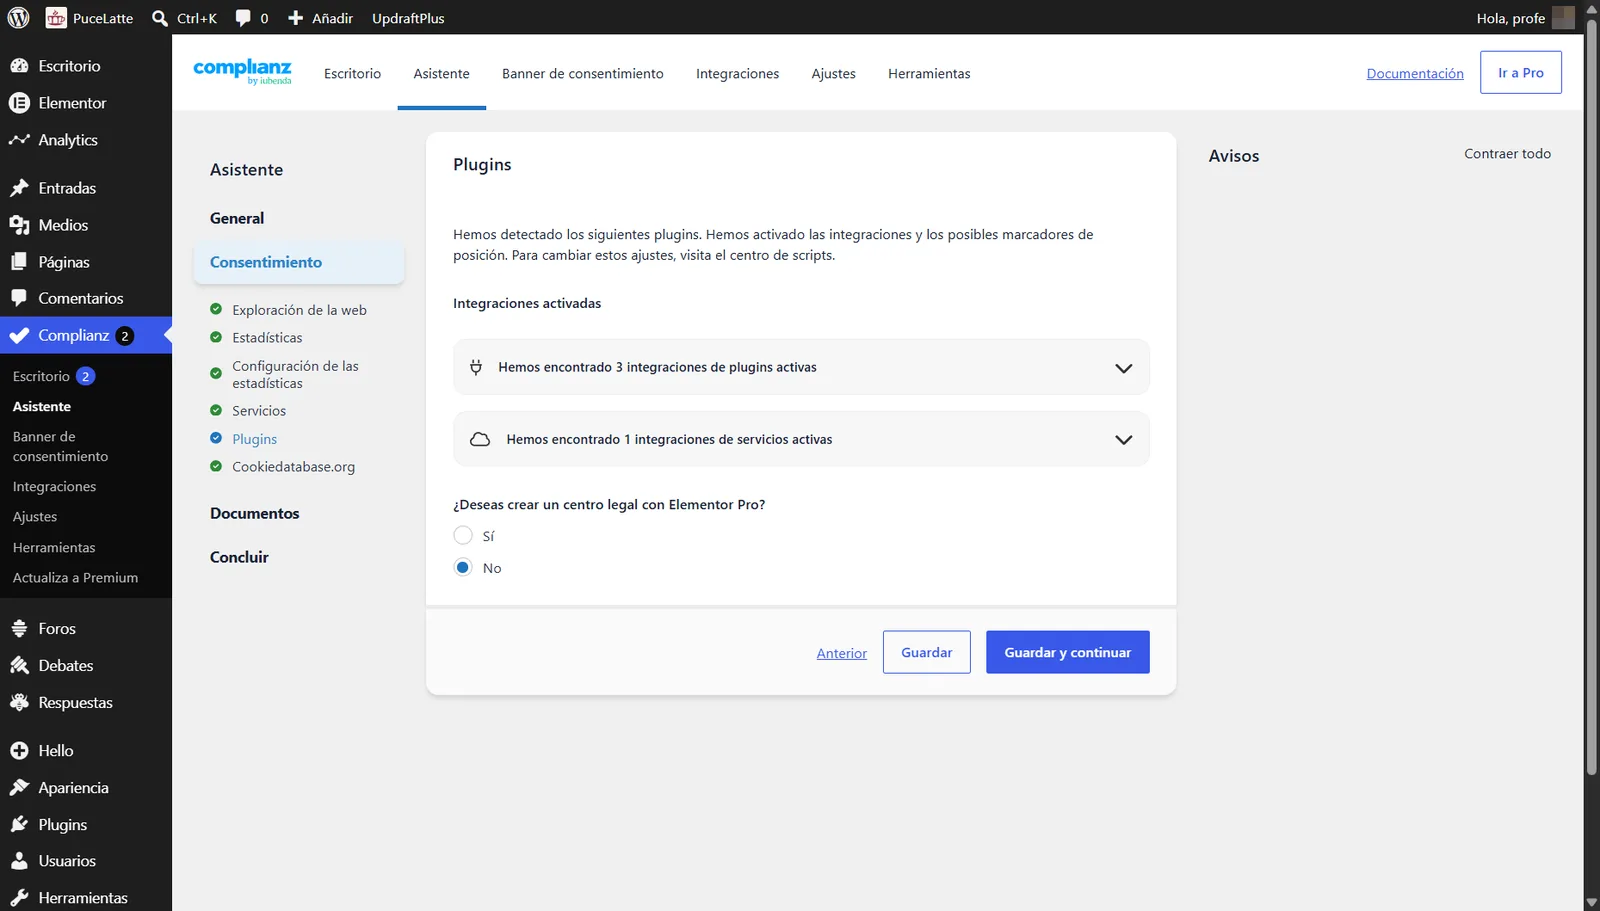 PuceLatte
Ctrl+K
0
Añadir
UpdraftPlus
Hola, profe
Escritorio
Elementor
Analytics
Entradas
Medios
Páginas
Comentarios
Complianz 2
Escritorio 2
Asistente
Banner de
consentimiento
Integraciones
Ajustes
Herramientas
Actualiza a Premium
Foros
Debates
Respuestas
Hello
Apariencia
Plugins
Usuarios
Herramientas
complianz
by iubenda
Escritorio
Asistente
Banner de consentimiento
Integraciones
Ajustes
Herramientas
Documentación
Ir a Pro
Asistente
General
Consentimiento
Exploración de la web
Estadísticas
Configuración de las
estadísticas
Servicios
Plugins
Cookiedatabase.org
Documentos
Concluir
Plugins
Hemos detectado los siguientes plugins. Hemos activado las integraciones y los posibles marcadores de
posición. Para cambiar estos ajustes, visita el centro de scripts.
Integraciones activadas
Hemos encontrado 3 integraciones de plugins activas
Hemos encontrado 1 integraciones de servicios activas
¿Deseas crear un centro legal con Elementor Pro?
Sí
No
Anterior
Guardar
Guardar y continuar
Avisos
Contraer todo